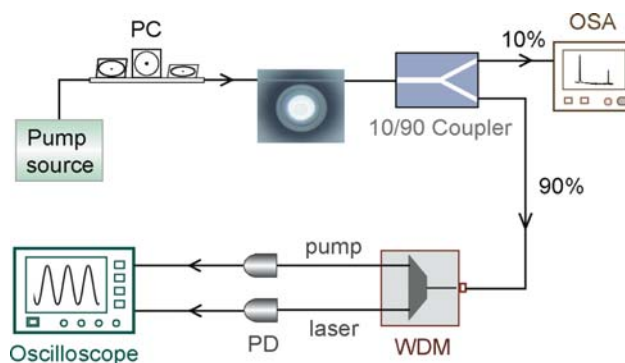 PC
10%
OSA
Pump
source
10/90 Coupler
90%
pump
laser
Oscilloscope
PD
WDM